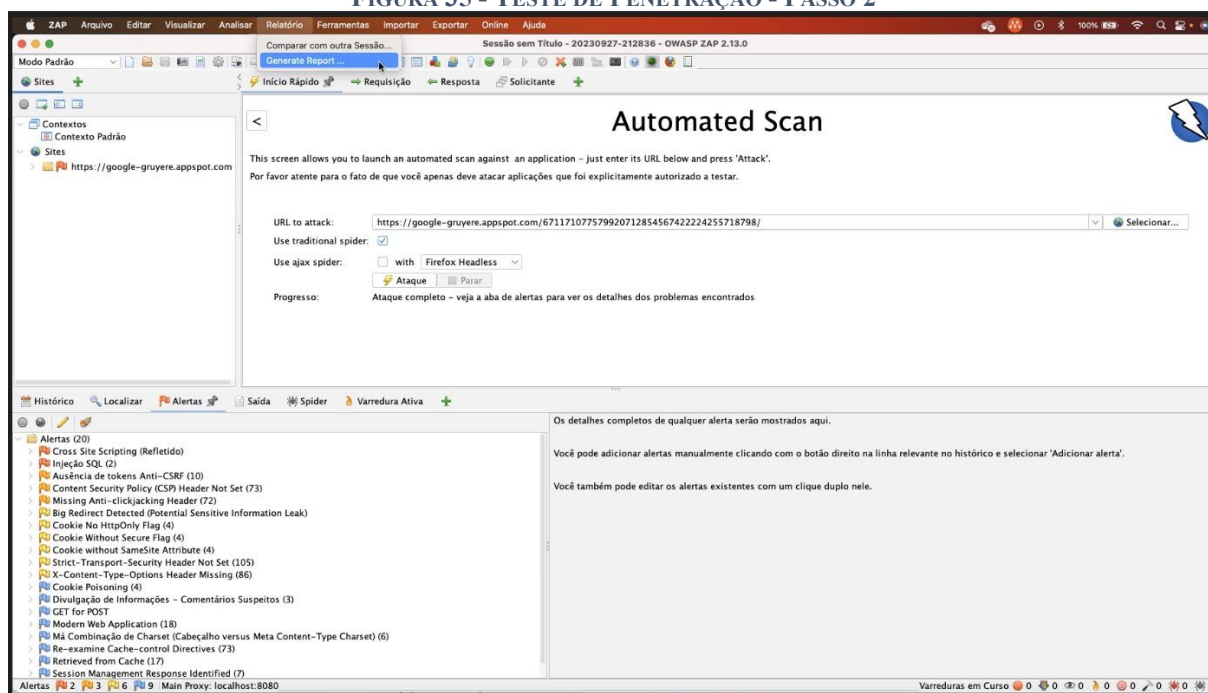 FIGURA 35 - TESTE DE PENETRAÇÃO - PASSO 2
ZAP Arquivo Editar Visualizar Analisar Relatório Ferramentas Importar Exportar Online Ajuda 100%
Comparar com outra Sessão...
Sessão sem Título - 20230927-212836 - OWASP ZAP 2.13.0
Modo Padrão
Generate Report ...
Sites
Início Rápido
Requisição
Resposta
Solicitante
Contextos
Contexto Padrão
Sites
https://google-gruyere.appspot.com
<
Automated Scan
This screen allows you to launch an automated scan against an application - just enter its URL below and press 'Attack'.
Por favor atente para o fato de que você apenas deve atacar aplicações que foi explicitamente autorizado a testar.
URL to attack: https://google-gruyere.appspot.com/671171077579920712854567422224255718798/ Selecionar...
Use traditional spider:
Use ajax spider: with Firefox Headless
Ataque Parar
Progresso: Ataque completo - veja a aba de alertas para ver os detalhes dos problemas encontrados
Histórico Localizar Alertas Saída Spider Varredura Ativa
Alertas (20)
Cross Site Scripting (Refletido)
Injeção SQL (2)
Ausência de tokens Anti-CSRF (10)
Content Security Policy (CSP) Header Not Set (73)
Missing Anti-clickjacking Header (72)
Big Redirect Detected (Potential Sensitive Information Leak)
Cookie No HttpOnly Flag (4)
Cookie Without Secure Flag (4)
Cookie without SameSite Attribute (4)
Strict-Transport-Security Header Not Set (105)
X-Content-Type-Options Header Missing (86)
Cookie Poisoning (4)
Divulgação de Informações - Comentários Suspeitos (3)
GET for POST
Modern Web Application (18)
Má Combinação de Charset (Cabeçalho versus Meta Content-Type Charset) (6)
Re-examine Cache-control Directives (73)
Retrieved from Cache (17)
Session Management Response Identified (7)
Os detalhes completos de qualquer alerta serão mostrados aqui.
Você pode adicionar alertas manualmente clicando com o botão direito na linha relevante no histórico e selecionar 'Adicionar alerta'.
Você também pode editar os alertas existentes com um clique duplo nele.
Alertas 2 3 6 9 Main Proxy: localhost:8080
Varreduras em Curso 0 0 0 0 0 0 0